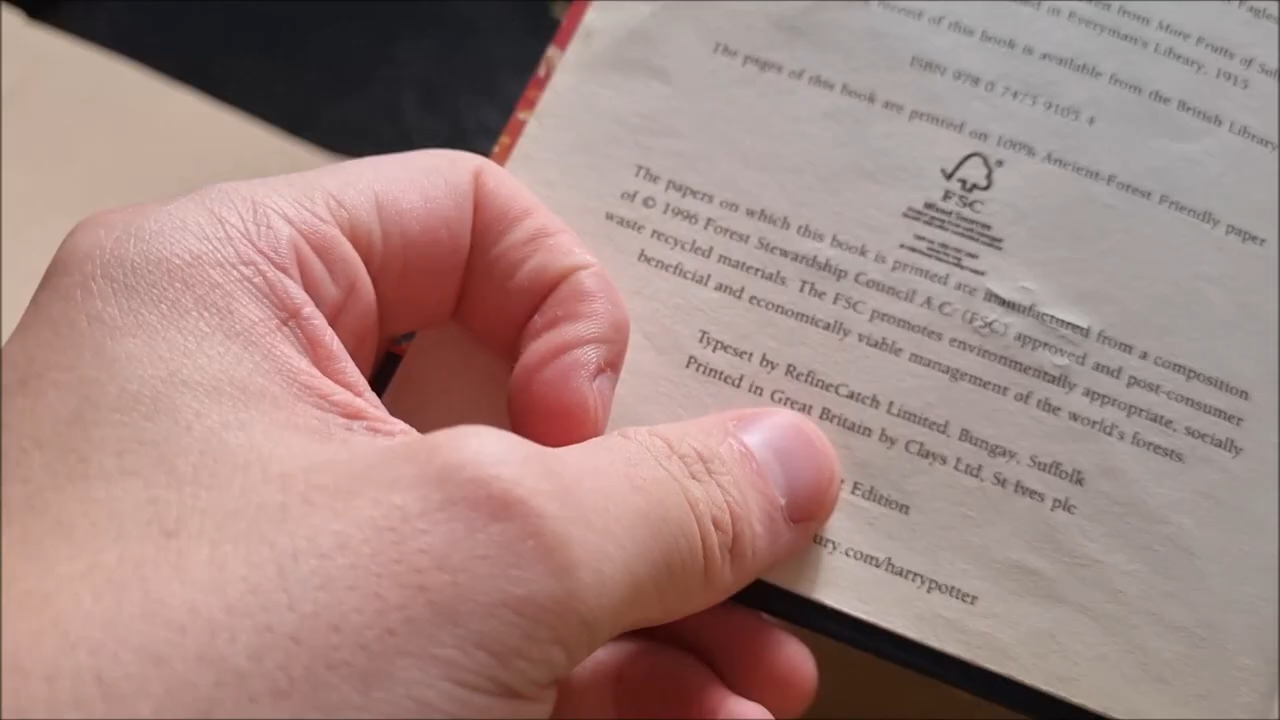 en from More Fruits of Sol
d in Everyman's Library, 1915
record of this book is available from the British Library
ISBN 978 0 7475 9105 4
The pages of this book are printed on 100% Ancient-Forest Friendly paper
FSC
Mixed Sources
The papers on which this book is printed are manufactured from a composition
of © 1996 Forest Stewardship Council A.C. (FSC) approved and post-consumer
waste recycled materials. The FSC promotes environmentally appropriate, socially
beneficial and economically viable management of the world's forests.
Typeset by RefineCatch Limited, Bungay, Suffolk
Printed in Great Britain by Clays Ltd, St Ives plc
t Edition
ury.com/harrypotter